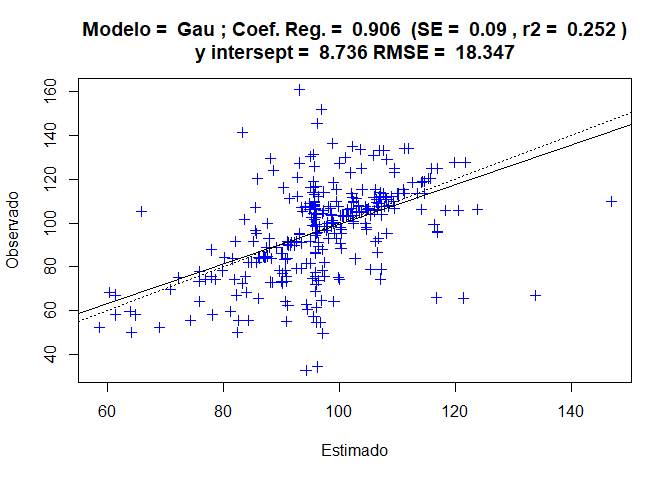 Modelo = Gau ; Coef. Reg. = 0.906 (SE = 0.09 , r2 = 0.252 )
y intersept = 8.736 RMSE = 18.347
160
140
120
100
80
60
40
Observado
60 80 100 120 140
Estimado